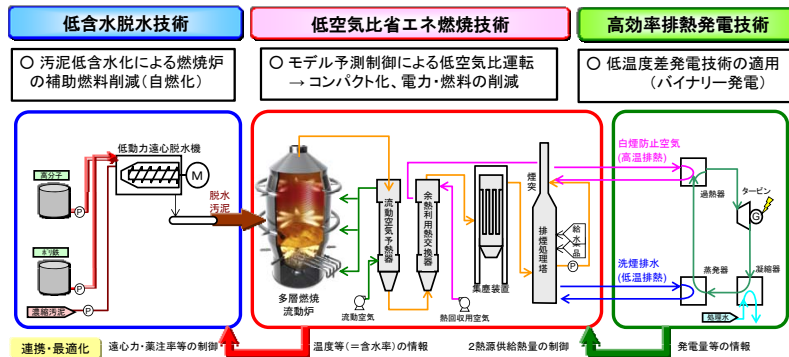 低含水脱水技術
低空気比省エネ燃焼技術
高効率排熱発電技術
○ 汚泥低含水化による燃焼炉
の補助燃料削減(自燃化)
○ モデル予測制御による低空気比運転
→ コンパクト化、電力・燃料の削減
○ 低温度差発電技術の適用
(バイナリー発電)
低動力遠心脱水機
高分子
M
P
脱水
汚泥
ポリ鉄
P
濃縮汚泥
P
多層燃焼
流動炉
流動空気予熱器
流動空気
余熱利用熱交換器
熱回収用空気
集塵装置
煙突
排煙処理塔
給水
薬品
P
白煙防止空気
(高温排熱)
過熱器
タービン
G
洗煙排水
(低温排熱)
蒸発器
凝縮器
処理水
連携・最適化
遠心力・薬注率等の制御
温度等(=含水率)の情報
2熱源供給熱量の制御
発電量等の情報